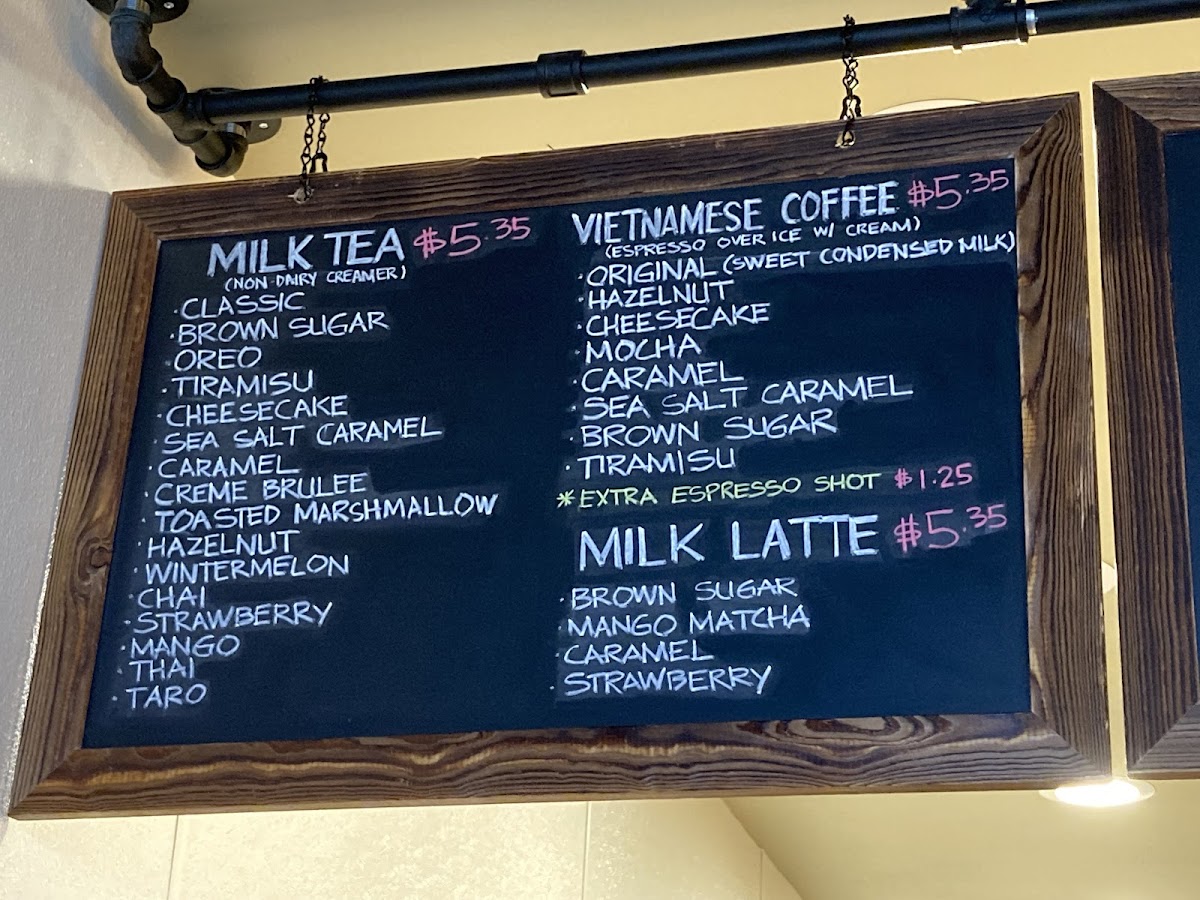 MILK TEA $5.35
(NON-DAIRY CREAMER)
· CLASSIC
· BROWN SUGAR
· OREO
· TIRAMISU
· CHEESECAKE
· SEA SALT CARAMEL
· CARAMEL
· CREME BRULEE
· TOASTED MARSHMALLOW
· HAZELNUT
· WINTERMELON
· CHAI
· STRAWBERRY
· MANGO
· THAI
· TARO
VIETNAMESE COFFEE $5.35
(ESPRESSO OVER ICE W/ CREAM)
· ORIGINAL (SWEET CONDENSED MILK)
· HAZELNUT
· CHEESECAKE
· MOCHA
· CARAMEL
· SEA SALT CARAMEL
· BROWN SUGAR
· TIRAMISU
* EXTRA ESPRESSO SHOT $1.25
MILK LATTE $5.35
· BROWN SUGAR
· MANGO MATCHA
· CARAMEL
· STRAWBERRY